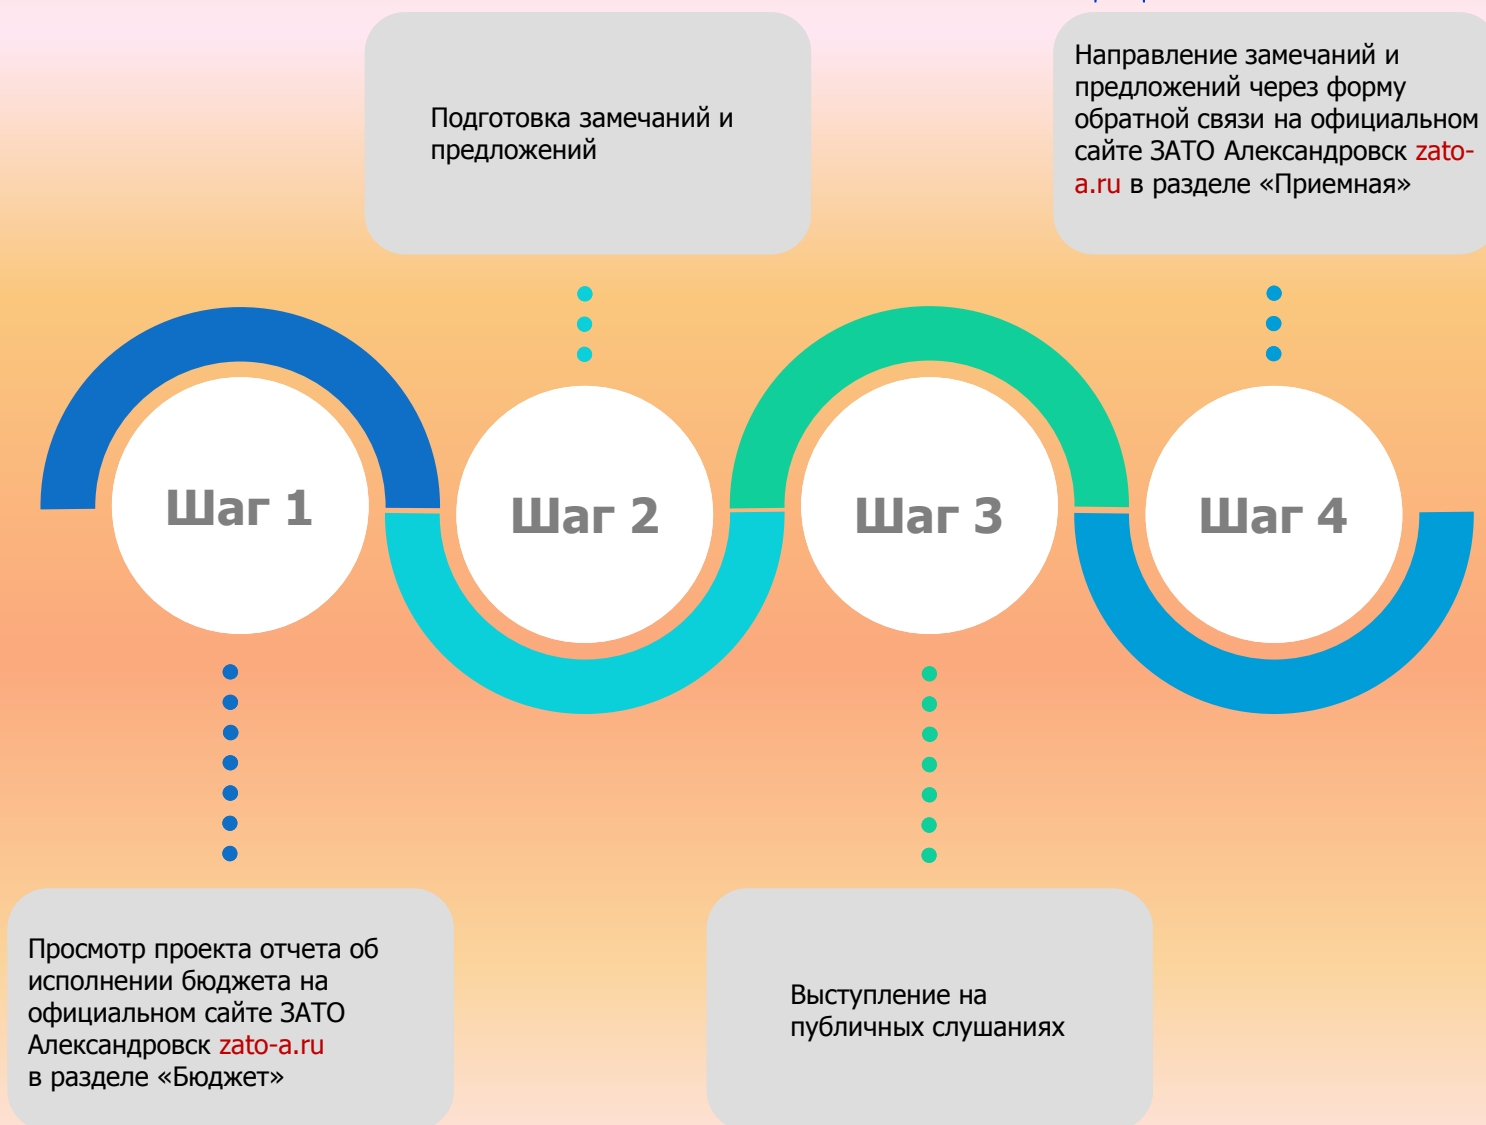 Подготовка замечаний и
предложений
Направление замечаний и
предложений через форму
обратной связи на официальном
сайте ЗАТО Александровск zato-
a.ru в разделе «Приемная»
Шаг 1
Шаг 2
Шаг 3
Шаг 4
Просмотр проекта отчета об
исполнении бюджета на
официальном сайте ЗАТО
Александровск zato-a.ru
в разделе «Бюджет»
Выступление на
публичных слушаниях